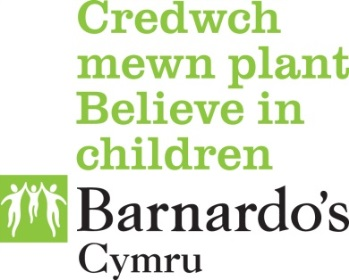 Credwch
mewn plant
Believe in
children
Barnardo's
Cymru